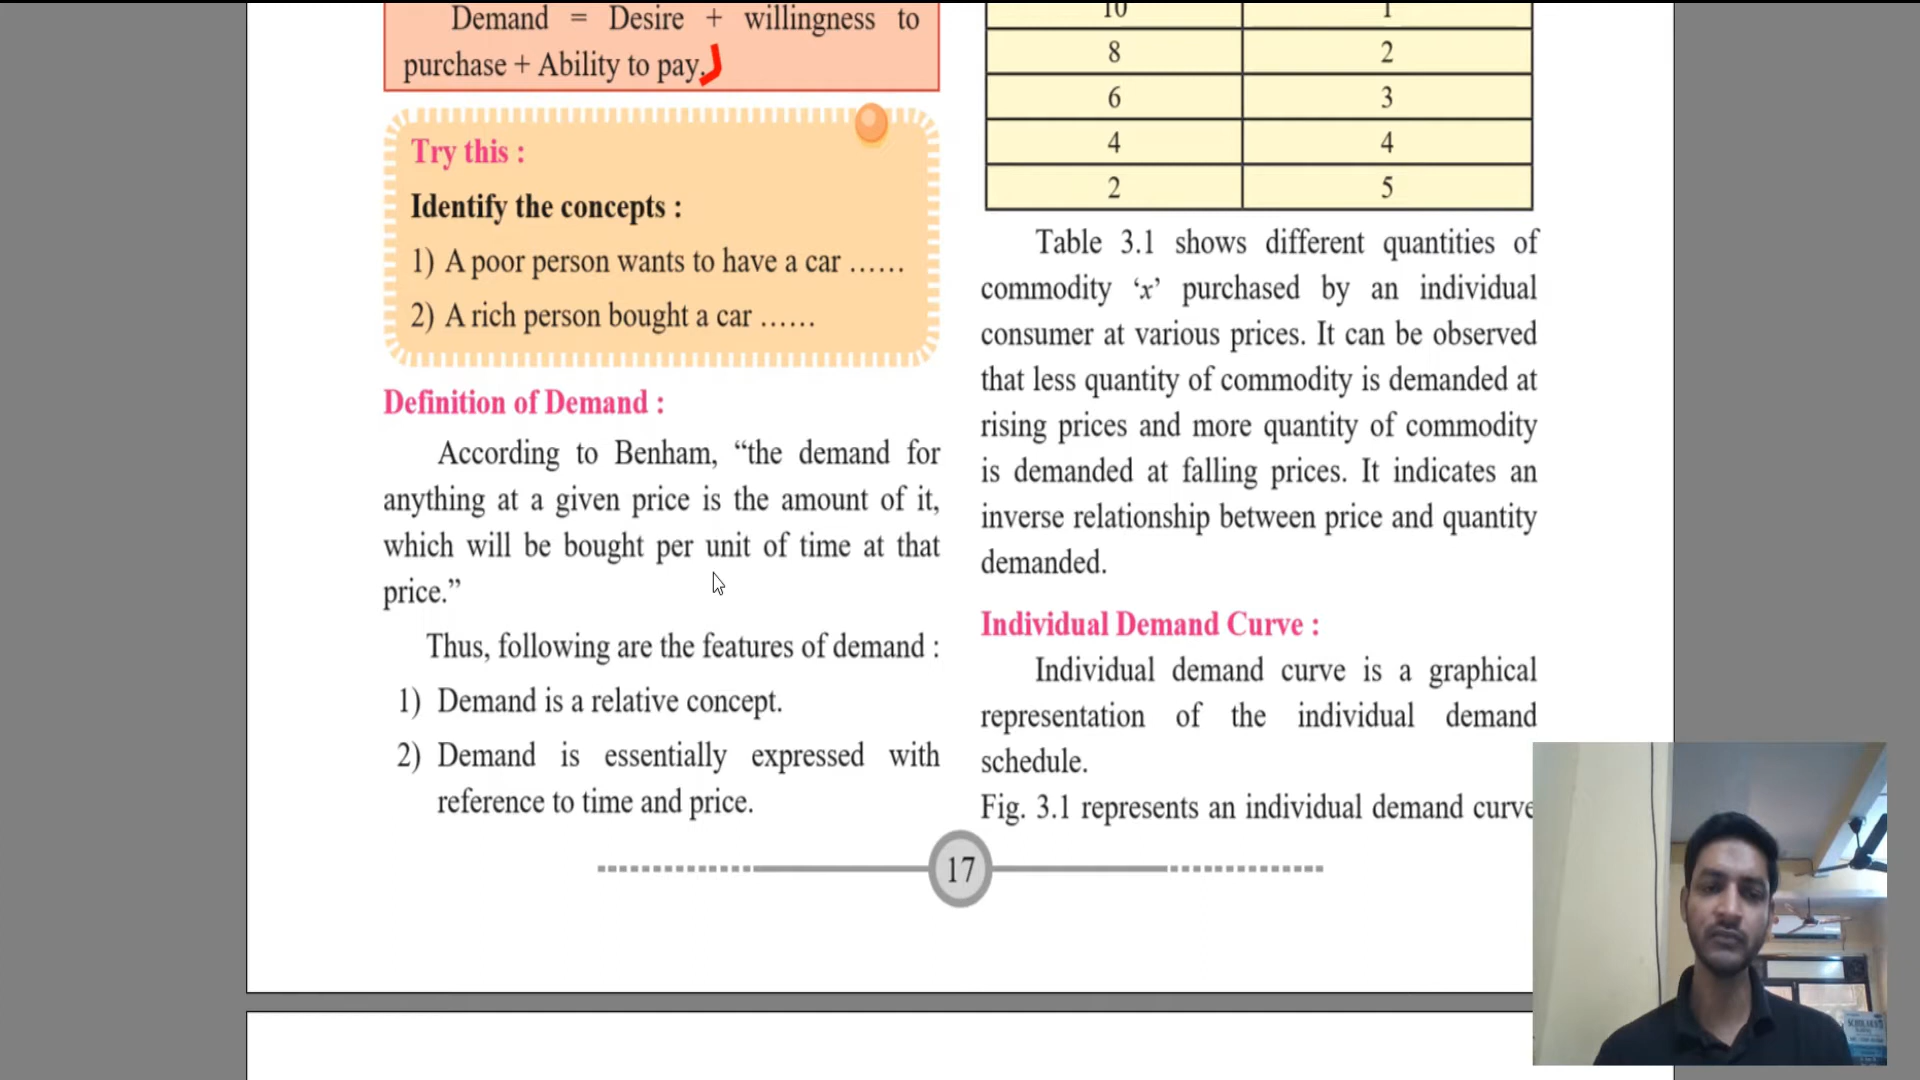 Demand = Desire + willingness to
purchase + Ability to pay.
Try this :
Identify the concepts :
1) A poor person wants to have a car ......
2) A rich person bought a car ......
Definition of Demand :
According to Benham, “the demand for
anything at a given price is the amount of it,
which will be bought per unit of time at that
price.”
Thus, following are the features of demand :
1) Demand is a relative concept.
2) Demand is essentially expressed with
reference to time and price.
10 1
8 2
6 3
4 4
2 5
Table 3.1 shows different quantities of
commodity ‘x’ purchased by an individual
consumer at various prices. It can be observed
that less quantity of commodity is demanded at
rising prices and more quantity of commodity
is demanded at falling prices. It indicates an
inverse relationship between price and quantity
demanded.
Individual Demand Curve :
Individual demand curve is a graphical
representation of the individual demand
schedule.
Fig. 3.1 represents an individual demand curve
17